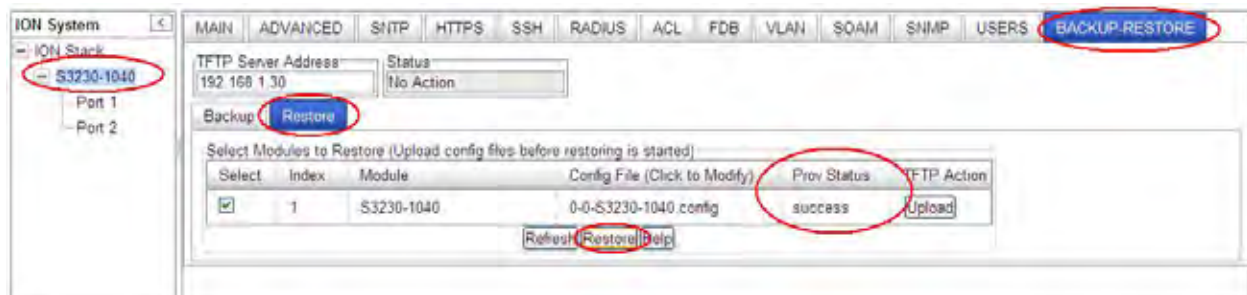 ION System <
MAIN ADVANCED SNTP HTTPS SSH RADIUS ACL FDB VLAN SOAM SNMP USERS BACKUP-RESTORE
ION Stack
S3230-1040
Port 1
Port 2
TFTP Server Address Status
192.168.1.30 No Action
Backup Restore
Select Modules to Restore (Upload config files before restoring is started)
Select Index Module Config File (Click to Modify) Prov Status TFTP Action
1 S3230-1040 0-0-S3230-1040.config success Upload
Refresh Restore Help